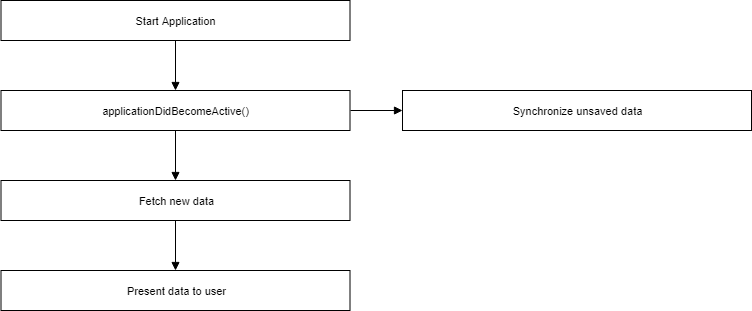 Start Application
applicationDidBecomeActive()
Synchronize unsaved data
Fetch new data
Present data to user